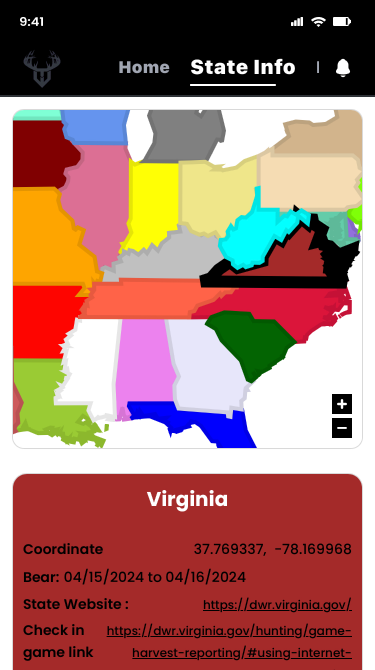 9:41
Home State Info |
Virginia
Coordinate 37.769337, -78.169968
Bear: 04/15/2024 to 04/16/2024
State Website : https://dwr.virginia.gov/
Check in https://dwr.virginia.gov/hunting/game-
game link harvest-reporting/#using-internet-